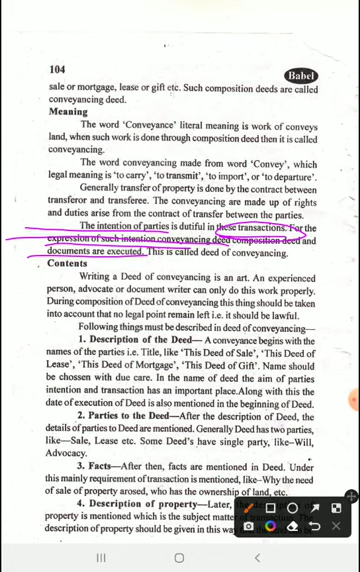 104
Babel
sale or mortgage, lease or gift etc. Such composition deeds are called
conveyancing deed.
Meaning
The word 'Conveyance' literal meaning is work of conveys
land, when such work is done through composition deed then it is called
conveyancing.
The word conveyancing made from word 'Convey', which
legal meaning is 'to carry', 'to transmit', 'to import', or 'to departure'.
Generally transfer of property is done by the contract between
transferor and transferee. The conveyancing are made up of rights
and duties arise from the contract of transfer between the parties.
The intention of parties is dutiful in these transactions. For the
expression of such intention conveyancing deed composition deed and
documents are executed. This is called deed of conveyancing.
Contents
Writing a Deed of conveyancing is an art. An experienced
person, advocate or document writer can only do this work properly.
During composition of Deed of conveyancing this thing should be taken
into account that no legal point remain left i.e. it should be lawful.
Following things must be described in deed of conveyancing—
1. Description of the Deed— A conveyance begins with the
names of the parties i.e. Title, like 'This Deed of Sale', 'This Deed of
Lease', 'This Deed of Mortgage', 'This Deed of Gift'. Name should
be chossen with due care. In the name of deed the aim of parties
intention and transaction has an important place.Along with this the
date of execution of Deed is also mentioned in the beginning of Deed.
2. Parties to the Deed—After the description of Deed, the
details of parties to Deed are mentioned. Generally Deed has two parties,
like—Sale, Lease etc. Some Deed's have single party, like–Will,
Advocacy.
3. Facts—After then, facts are mentioned in Deed. Under
this mainly requirement of transaction is mentioned, like–Why the need
of sale of property arosed, who has the ownership of land, etc.
4. Description of property—Later,
property is mentioned which is the subject matter
description of property should be given in this way